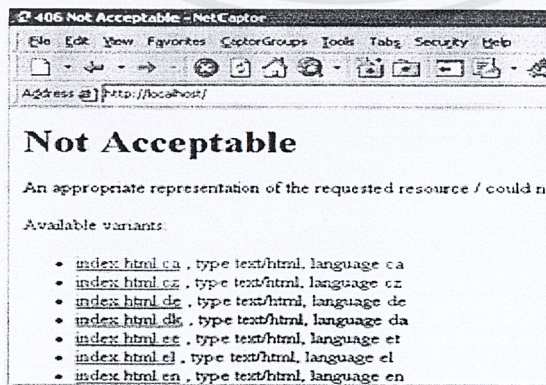 406 Not Acceptable - NetCaptor
File Edit View Favorites CaptorGroups Tools Tabs Security Help
Address http://localhost/
Not Acceptable
An appropriate representation of the requested resource / could n
Available variants:
• index.html.ca , type text/html, language ca
• index.html.cz , type text/html, language cz
• index.html.de , type text/html, language de
• index.html.dk , type text/html, language da
• index.html.ee , type text/html, language et
• index.html.el , type text/html, language el
• index.html.en , type text/html, language en